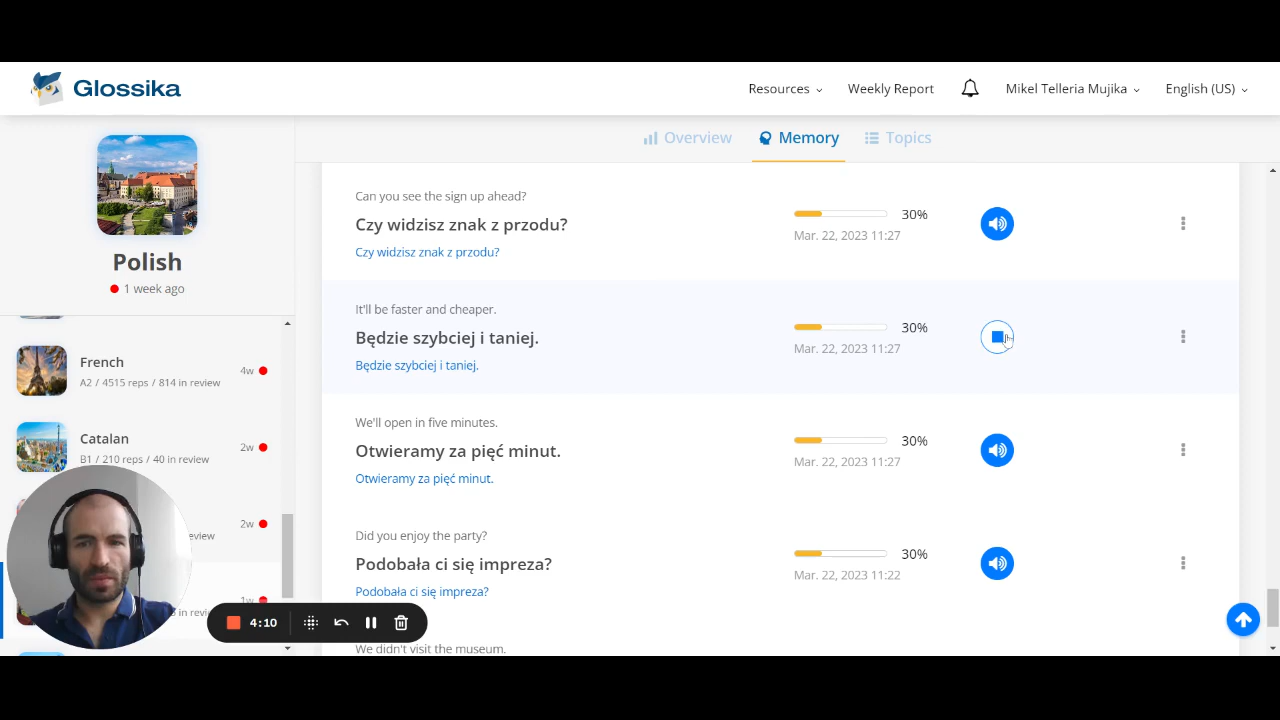 Glossika
Resources
Weekly Report
Mikel Telleria Mujika
English (US)
Polish
1 week ago
French
A2 / 4515 reps / 814 in review
4w
Catalan
B1 / 210 reps / 40 in review
2w
2w
1w
4:10
Overview
Memory
Topics
Can you see the sign up ahead?
Czy widzisz znak z przodu?
Czy widzisz znak z przodu?
30%
Mar. 22, 2023 11:27
It'll be faster and cheaper.
Będzie szybciej i taniej.
Będzie szybciej i taniej.
30%
Mar. 22, 2023 11:27
We'll open in five minutes.
Otwieramy za pięć minut.
Otwieramy za pięć minut.
30%
Mar. 22, 2023 11:27
Did you enjoy the party?
Podobała ci się impreza?
Podobała ci się impreza?
30%
Mar. 22, 2023 11:22
We didn't visit the museum.